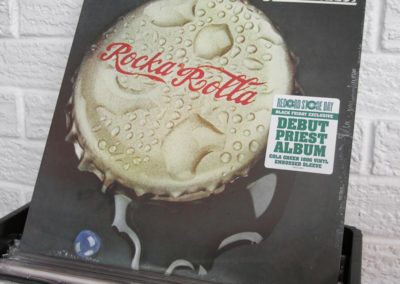 Rocka Rolla
RECORD STORE DAY
BLACK FRIDAY EXCLUSIVE
DEBUT
PRIEST
ALBUM
COLA GREEN 180G VINYL
EMBOSSED SLEEVE